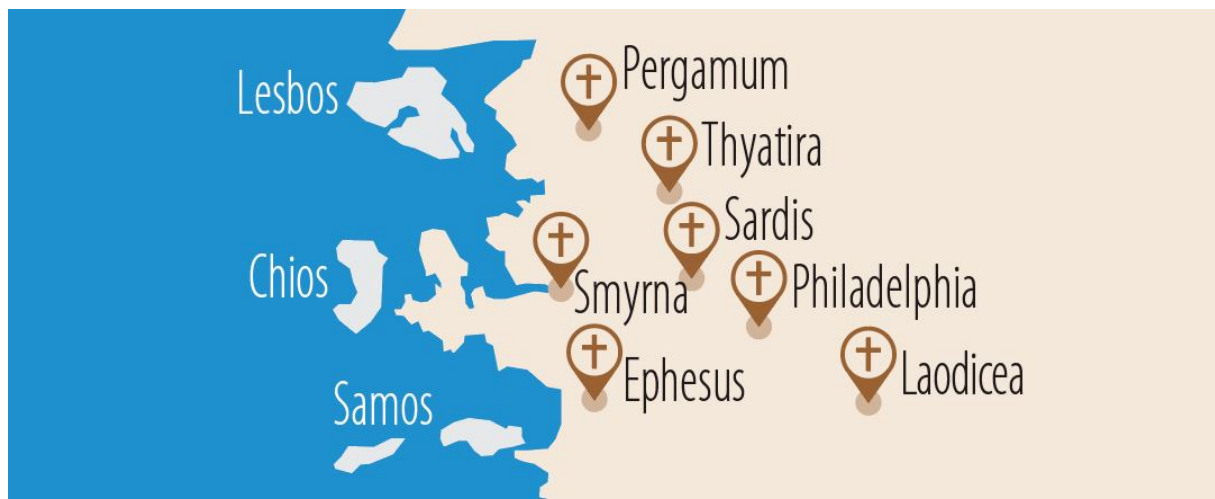 Pergamum
Lesbos
Thyatira
Sardis
Chios
Smyrna
Philadelphia
Ephesus
Laodicea
Samos